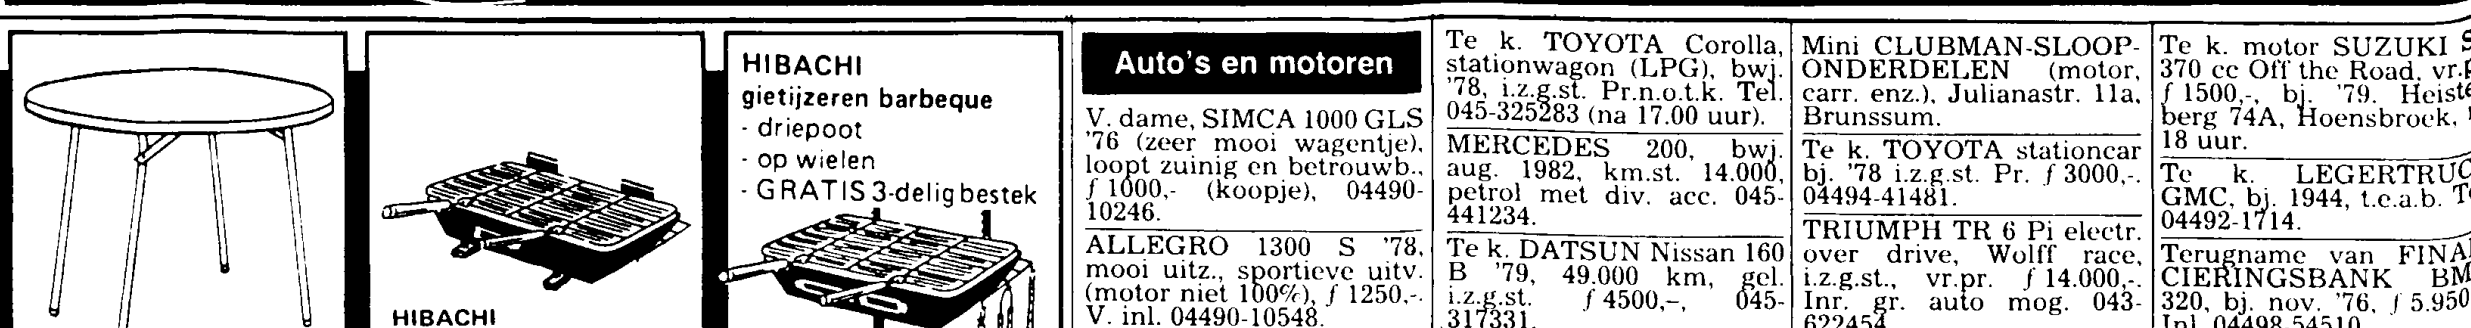 HIBACHI
HIBACHI
gietijzeren barbeque
- driepoot
- op wielen
- GRATIS 3-delig bestek
Auto's en motoren
V. dame, SIMCA 1000 GLS
'76 (zeer mooi wagentje),
loopt zuinig en betrouwb.,
ƒ 1000,- (koopje), 04490-
10246.
ALLEGRO 1300 S '78,
mooi uitz., sportieve uitv.
(motor niet 100%), ƒ 1250,-.
V. inl. 04490-10548.
Te k. TOYOTA Corolla,
stationwagon (LPG), bwj.
'78, i.z.g.st. Pr.n.o.t.k. Tel.
045-325283 (na 17.00 uur).
MERCEDES 200, bwj.
aug. 1982, km.st. 14.000,
petrol met div. acc. 045-
441234.
Te k. DATSUN Nissan 160
B '79, 49.000 km, gel.
i.z.g.st. ƒ 4500,–, 045-
317331.
Mini CLUBMAN-SLOOP-
ONDERDELEN (motor,
carr. enz.), Julianastr. 11a,
Brunssum.
Te k. TOYOTA stationcar
bj. '78 i.z.g.st. Pr. ƒ 3000,-.
04494-41481.
TRIUMPH TR 6 Pi electr.
over drive, Wolff race,
i.z.g.st., vr.pr. ƒ 14.000,-.
Inr. gr. auto mog. 043-
622454
Te k. motor SUZUKI
370 cc Off the Road, vr.p
ƒ 1500,-, bj. '79. Heiste
berg 74A, Hoensbroek,
18 uur.
Te k. LEGERTRUC
GMC, bj. 1944, t.e.a.b. Te
04492-1714.
Terugname van FINA
CIERINGSBANK BM
320, bj. nov. '76, ƒ 5.950
Inl. 04498-54510